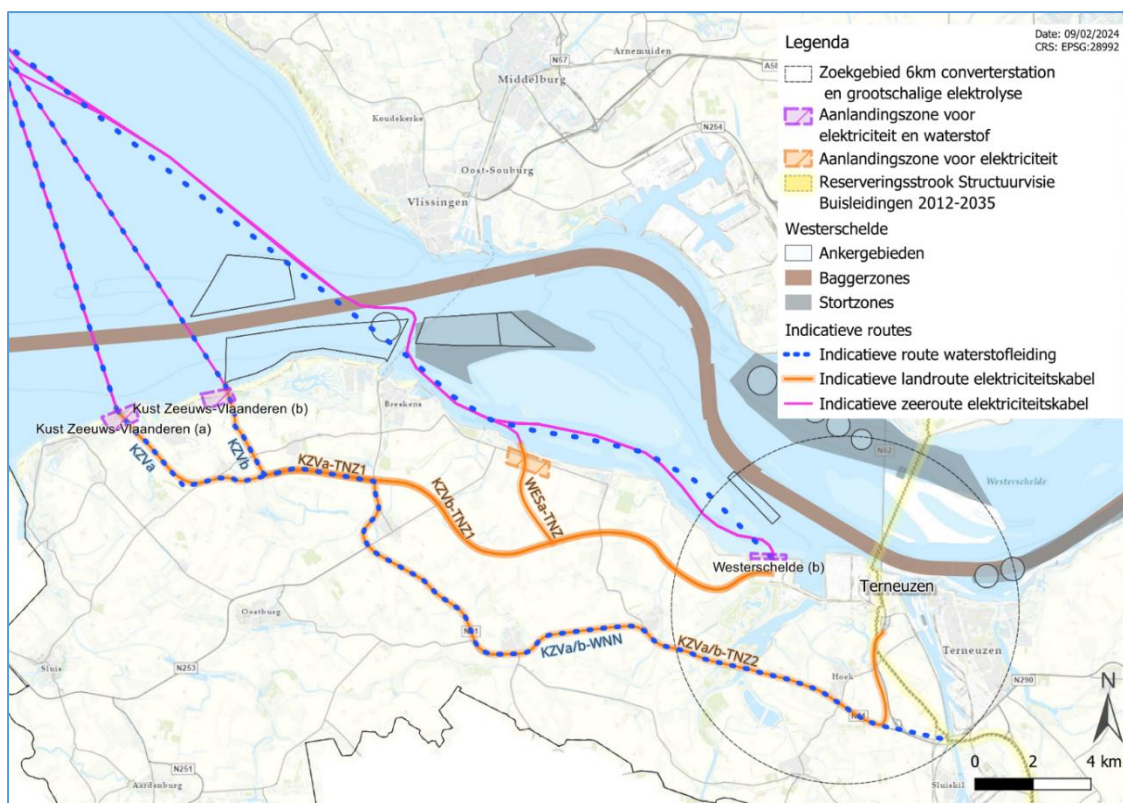 Legenda
Date: 09/02/2024
CRS: EPSG:28992
Zoekgebied 6km converterstation
en grootschalige elektrolyse
Aanlandingszone voor
elektriciteit en waterstof
Aanlandingszone voor elektriciteit
Reserveringsstrook Structuurvisie
Buisleidingen 2012-2035
Westerschelde
Ankergebieden
Baggerzones
Stortzones
Indicatieve routes
Indicatieve route waterstofleiding
Indicatieve landroute elektriciteitskabel
Indicatieve zeeroute elektriciteitskabel
Arnemuiden
N57
Middelburg
A58
Koudekerke
N254
Oost-Souburg
Vlissingen
Breskens
Kust Zeeuws-Vlaanderen (b)
Kust Zeeuws-Vlaanderen (a)
KZVa
KZVb
KZVa-TNZ1
KZVb-TNZ1
WESa-TNZ
N62
Westerschelde
Westerschelde (b)
Terneuzen
Oostburg
N61
KZVa/b-WNN
KZVa/b-TNZ2
Terneuzen
Sluis
N253
Hoek
N290
N61
N
0 2 4 km
N251
Aardenburg
Sluiskil